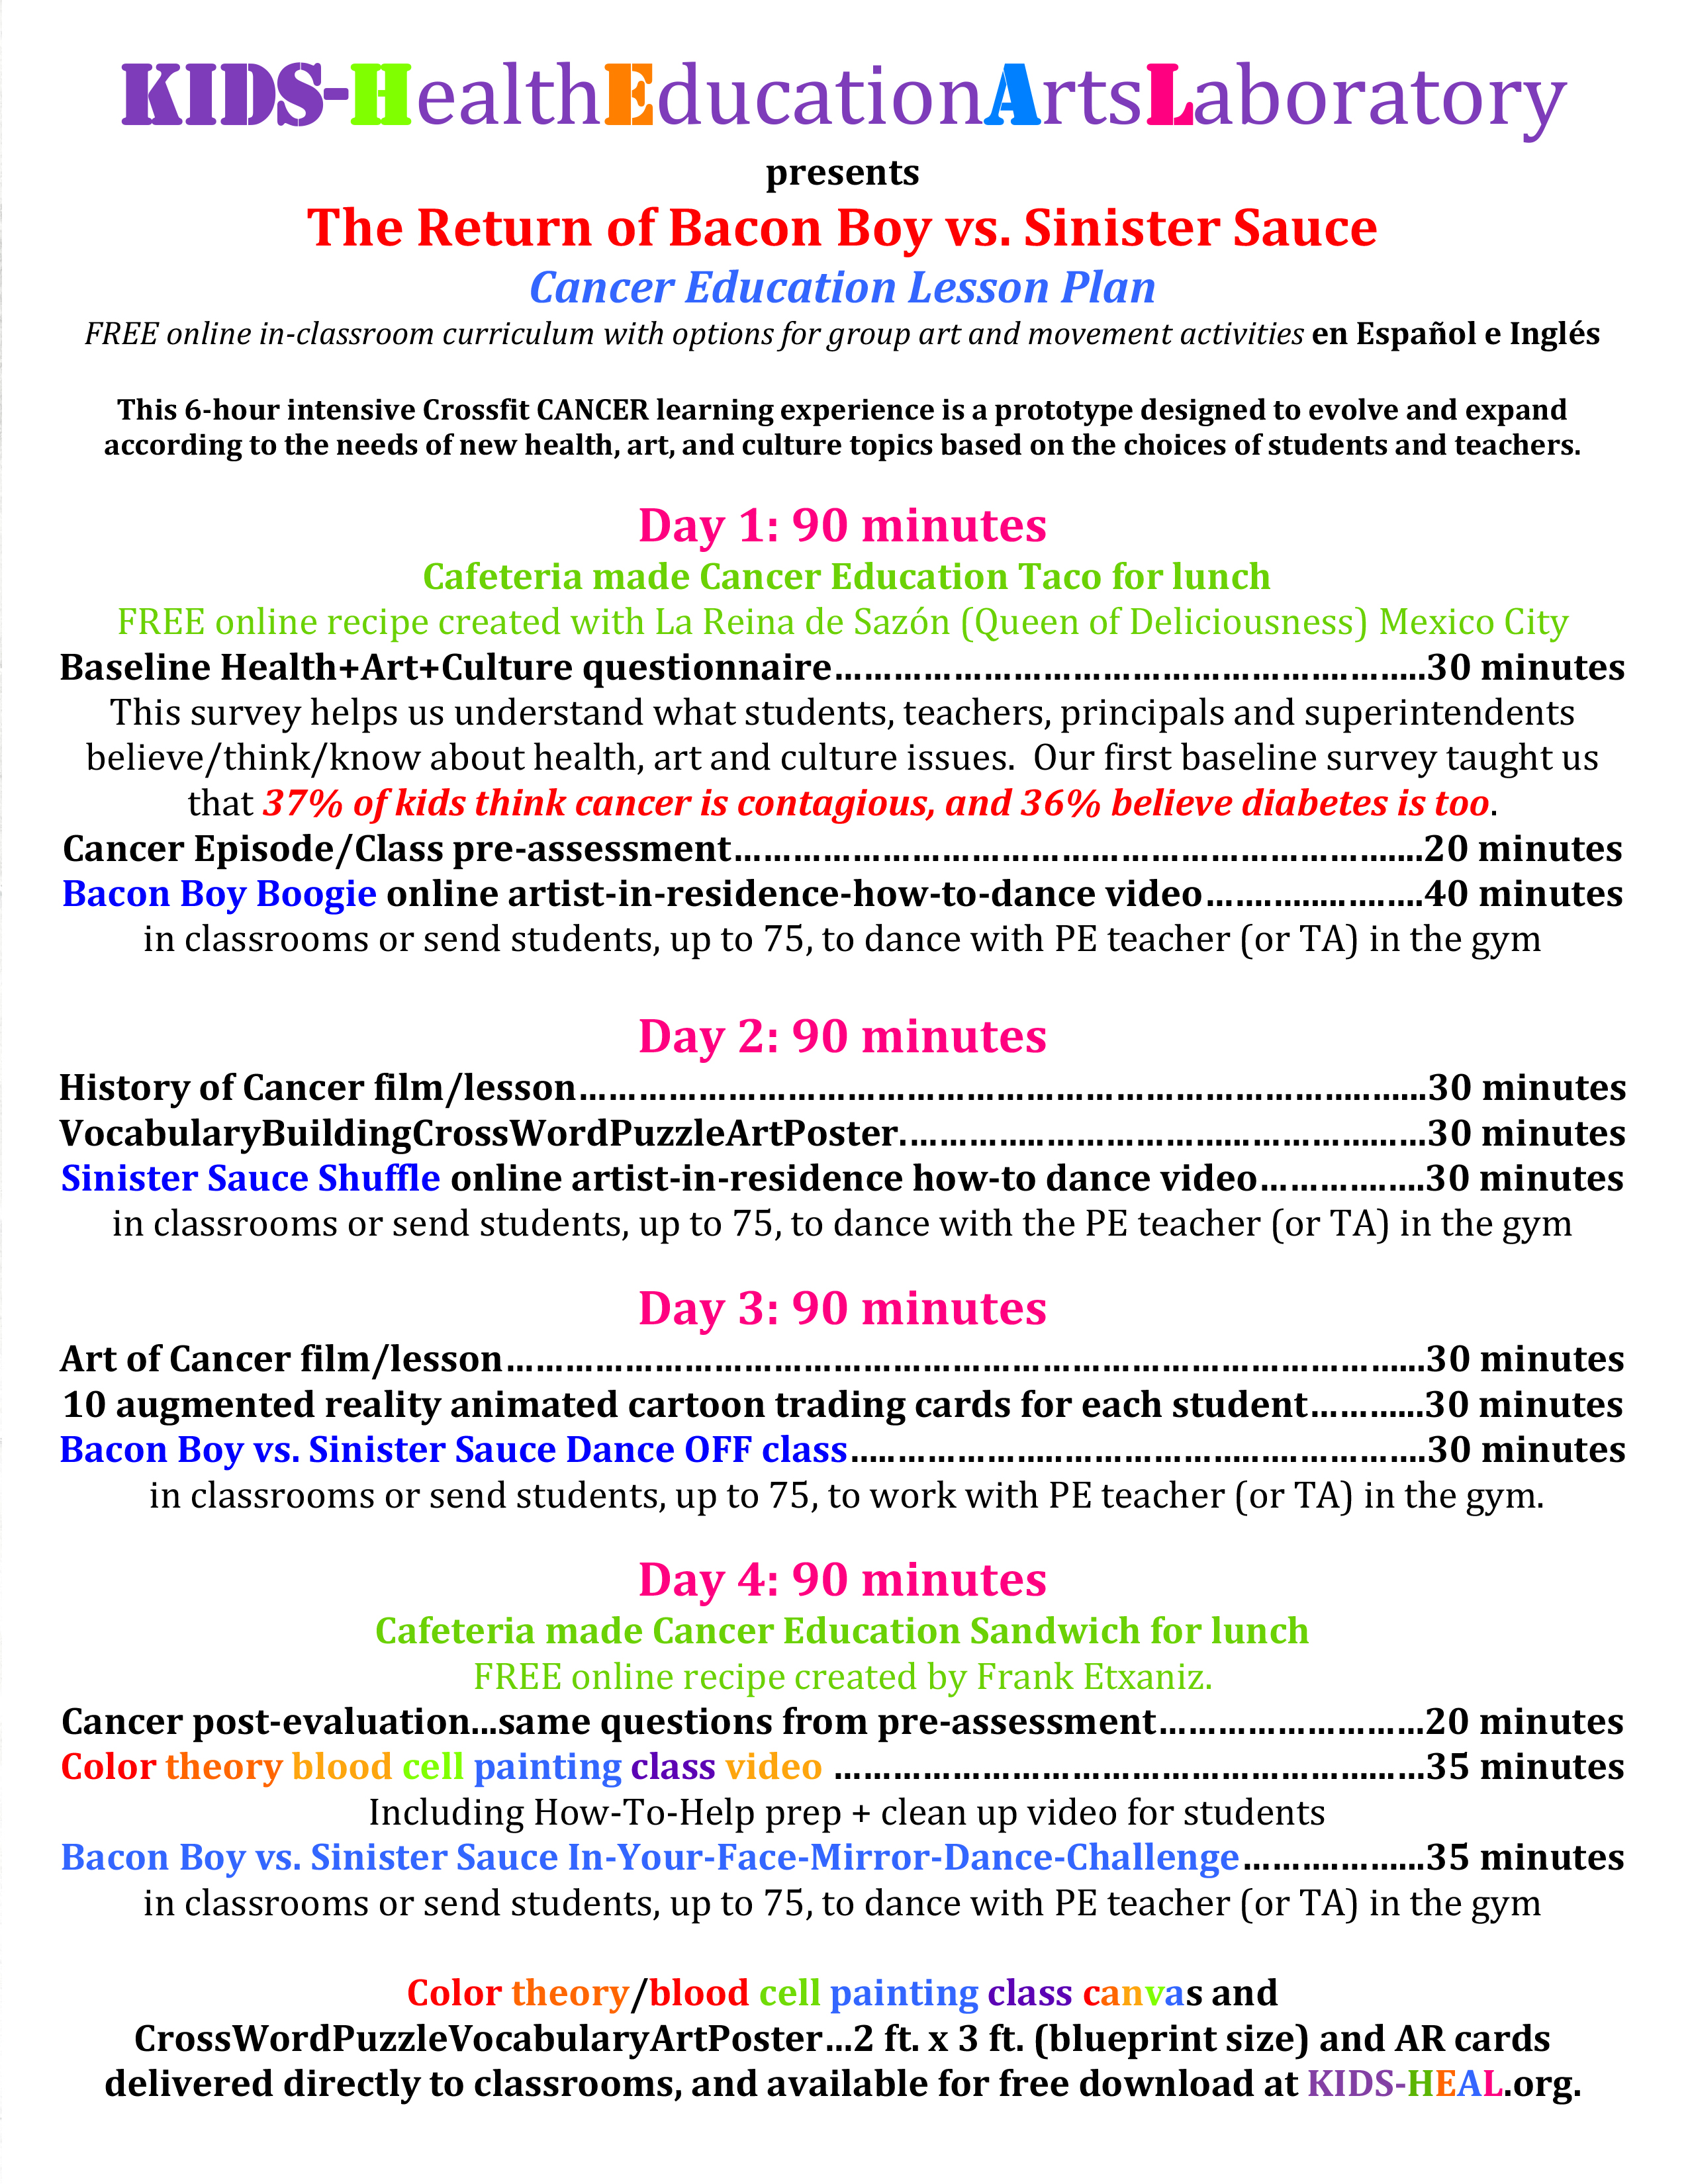 KIDS-HealthEducationArtsLaboratory
presents
The Return of Bacon Boy vs. Sinister Sauce
Cancer Education Lesson Plan
FREE online in-classroom curriculum with options for group art and movement activities en Español e Inglés
This 6-hour intensive Crossfit CANCER learning experience is a prototype designed to evolve and expand
according to the needs of new health, art, and culture topics based on the choices of students and teachers.
Day 1: 90 minutes
Cafeteria made Cancer Education Taco for lunch
FREE online recipe created with La Reina de Sazón (Queen of Deliciousness) Mexico City
Baseline Health+Art+Culture questionnaire……………………………………………………..30 minutes
This survey helps us understand what students, teachers, principals and superintendents
believe/think/know about health, art and culture issues.  Our first baseline survey taught us
that 37% of kids think cancer is contagious, and 36% believe diabetes is too.
Cancer Episode/Class pre-assessment……………………………………………………………....20 minutes
Bacon Boy Boogie online artist-in-residence-how-to-dance video………………….40 minutes
in classrooms or send students, up to 75, to dance with PE teacher (or TA) in the gym
Day 2: 90 minutes
History of Cancer film/lesson……………………………………………………………………………...30 minutes
VocabularyBuildingCrossWordPuzzleArtPoster………………………………………………...30 minutes
Sinister Sauce Shuffle online artist-in-residence how-to dance video……………..30 minutes
in classrooms or send students, up to 75, to dance with the PE teacher (or TA) in the gym
Day 3: 90 minutes
Art of Cancer film/lesson…………………………………………………………………………………...30 minutes
10 augmented reality animated cartoon trading cards for each student………...30 minutes
Bacon Boy vs. Sinister Sauce Dance OFF class……………………………………………………..30 minutes
in classrooms or send students, up to 75, to work with PE teacher (or TA) in the gym.
Day 4: 90 minutes
Cafeteria made Cancer Education Sandwich for lunch
FREE online recipe created by Frank Etxaniz.
Cancer post-evaluation…same questions from pre-assessment………………………20 minutes
Color theory blood cell painting class video ……………………………………………………...35 minutes
Including How-To-Help prep + clean up video for students
Bacon Boy vs. Sinister Sauce In-Your-Face-Mirror-Dance-Challenge……………….35 minutes
in classrooms or send students, up to 75, to dance with PE teacher (or TA) in the gym
Color theory/blood cell painting class canvas and
CrossWordPuzzleVocabularyArtPoster…2 ft. x 3 ft. (blueprint size) and AR cards
delivered directly to classrooms, and available for free download at KIDS-HEAL.org.